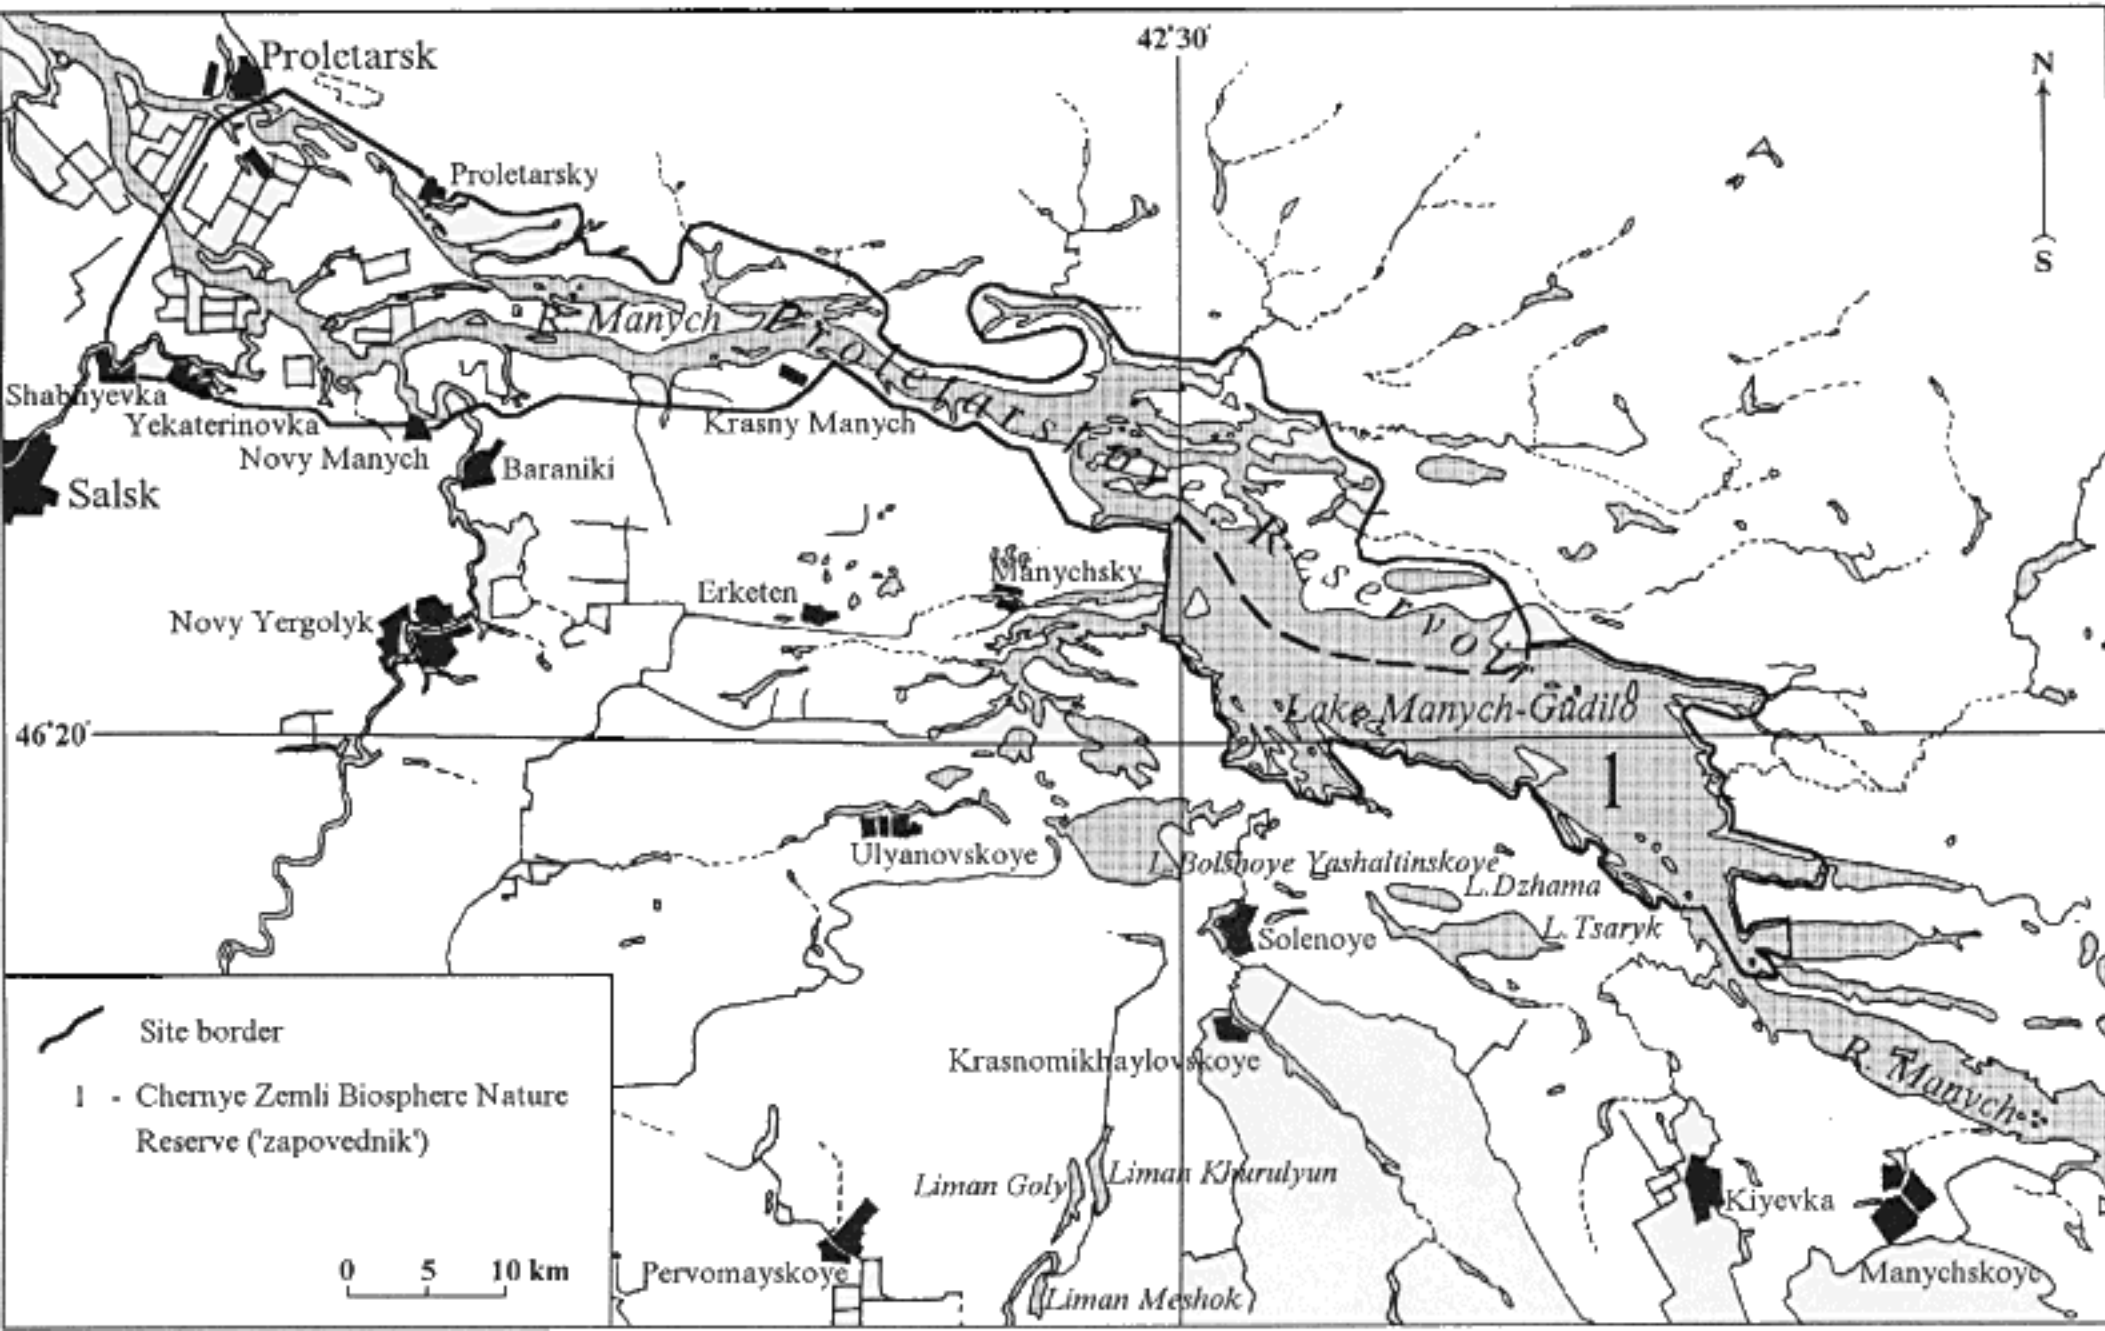 42°30'
Proletarsk
N
Proletarsky
S
R. Manych Proletarskoy Reservoir
Shabliyevka
Yekaterinovka
Krasny Manych
Novy Manych
Baraniki
Salsk
Manychsky
Erketen
Novy Yergolyk
Lake Manych-Gudilo
46°20'
1
Ulyanovskoye
L.Bolshoye Yashaltinskoye
L.Dzhama
L.Tsaryk
Solenoye
Site border
Krasnomikhaylovskoye
R. Manych
1 - Chernye Zemli Biosphere Nature
Reserve ('zapovednik')
Liman Goly
Liman Khurulyun
Kiyevka
0 5 10 km
Pervomayskoye
Manychskoye
Liman Meshok